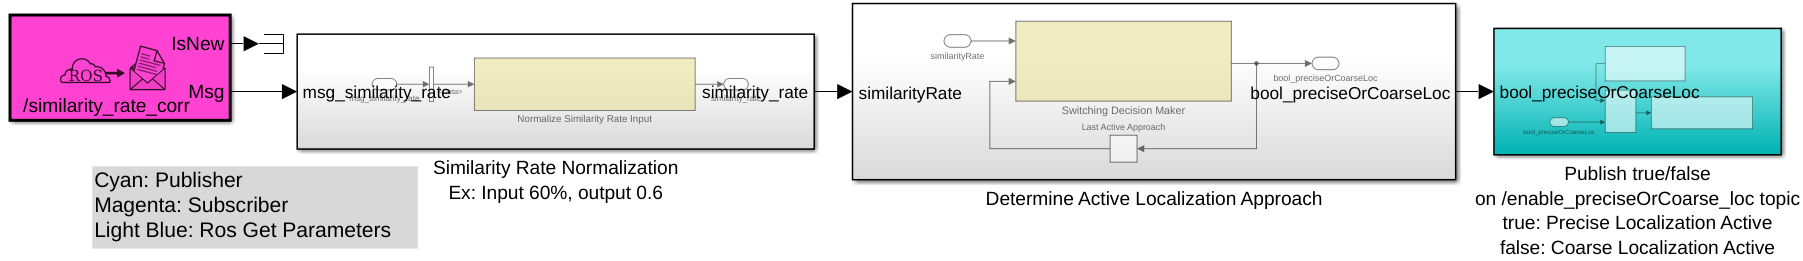 IsNew
ROS
Msg
/similarity_rate_corr
msg_similarity_rate
Normalize Similarity Rate Input
similarity_rate
Similarity Rate Normalization
Ex: Input 60%, output 0.6
similarityRate
similarityRate
Switching Decision Maker
Last Active Approach
bool_preciseOrCoarseLoc
bool_preciseOrCoarseLoc
Determine Active Localization Approach
bool_preciseOrCoarseLoc
bool_preciseOrCoarseLoc
Publish true/false
on /enable_preciseOrCoarse_loc topic
true: Precise Localization Active
false: Coarse Localization Active
Cyan: Publisher
Magenta: Subscriber
Light Blue: Ros Get Parameters